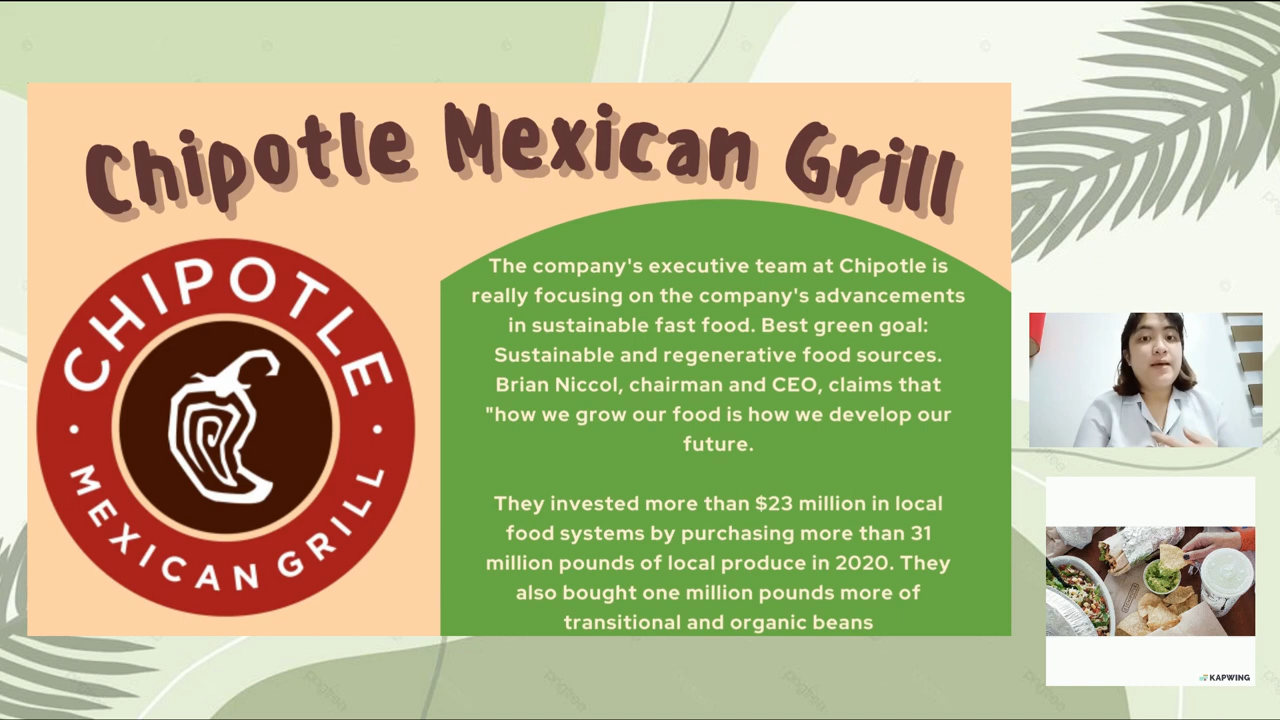 Chipotle Mexican Grill
CHIPOTLE
MEXICAN GRILL
The company's executive team at Chipotle is
really focusing on the company's advancements
in sustainable fast food. Best green goal:
Sustainable and regenerative food sources.
Brian Niccol, chairman and CEO, claims that
"how we grow our food is how we develop our
future.
They invested more than $23 million in local
food systems by purchasing more than 31
million pounds of local produce in 2020. They
also bought one million pounds more of
transitional and organic beans
KAPWING